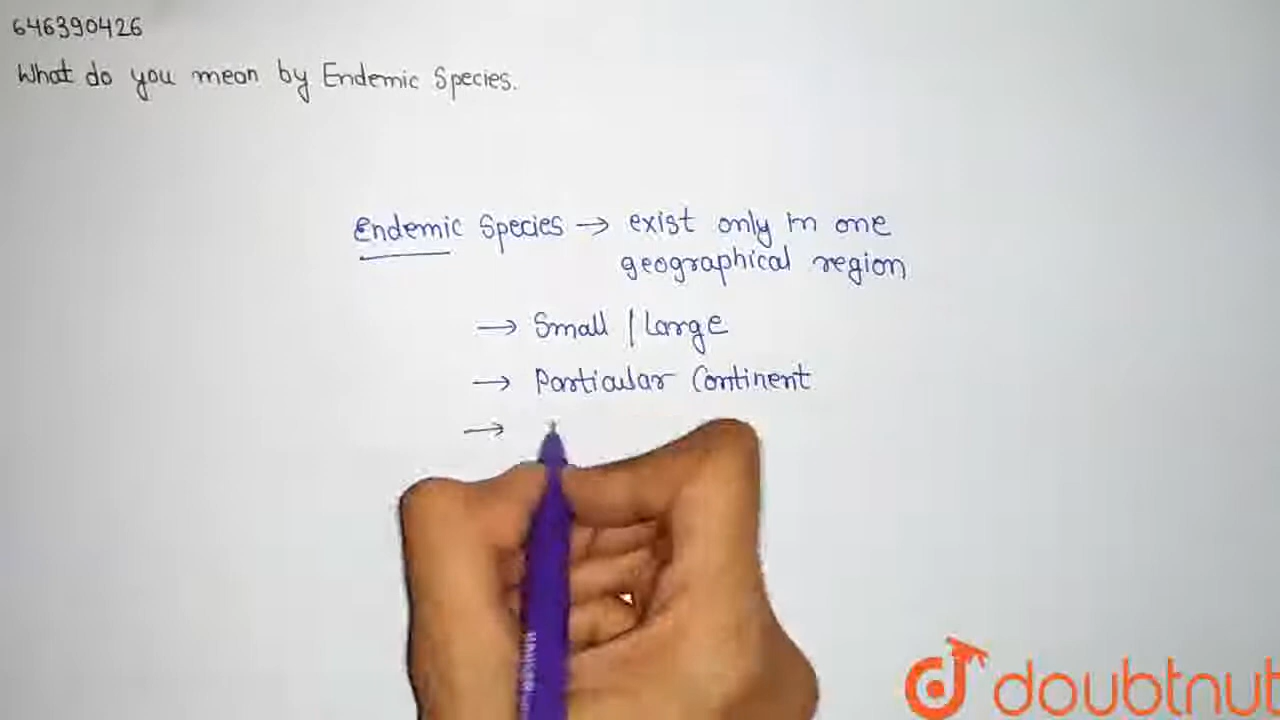 646390426
What do you mean by Endemic Species.
Endemic Species → exist only in one
geographical region
→ Small / Large
→ Particular Continent
→
doubtnut